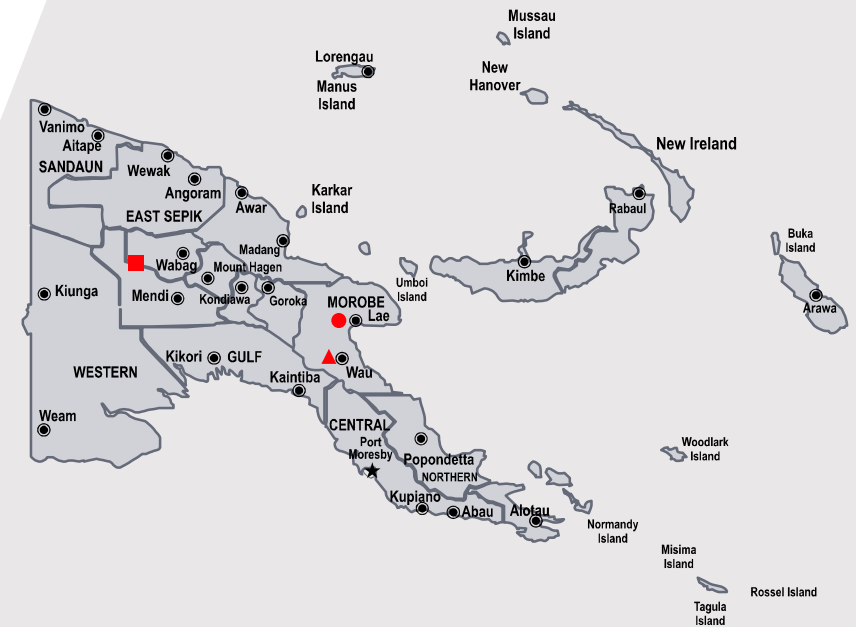 Mussau
Island
Lorengau
Manus
Island
New
Hanover
New Ireland
Vanimo
Aitape
SANDAUN
Wewak
Angoram
EAST SEPIK
Awar
Karkar
Island
Rabaul
Madang
Wabag
Mount Hagen
Umboi
Island
Kimbe
Buka
Island
Arawa
Kiunga
Mendi
Kondiawa
Goroka
MOROBE
Lae
WESTERN
Kikori
GULF
Kaintiba
Wau
Weam
CENTRAL
Port
Moresby
Popondetta
NORTHERN
Woodlark
Island
Kupiano
Abau
Alotau
Normandy
Island
Misima
Island
Rossel Island
Tagula
Island